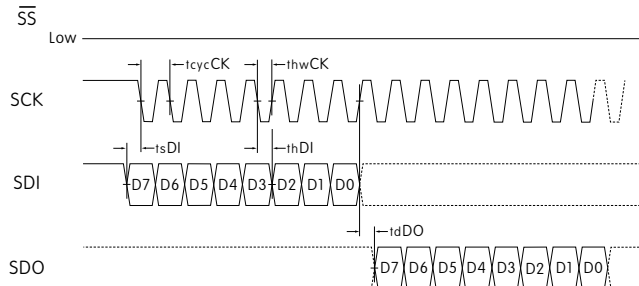 SS
Low
tcycCK
thwCK
SCK
tsDI
thDI
SDI
D7 D6 D5 D4 D3 D2 D1 D0
tdDO
SDO
D7 D6 D5 D4 D3 D2 D1 D0